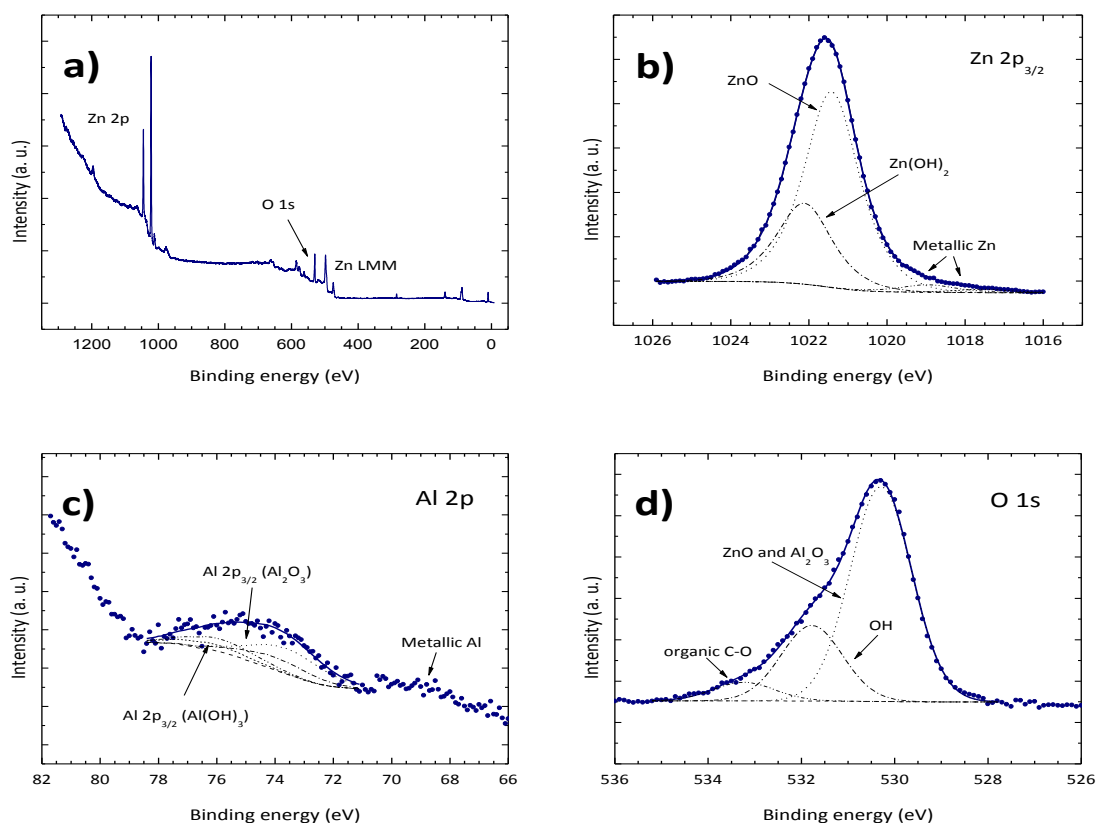 a)
Zn 2p
O 1s
Zn LMM
Intensity (a. u.)
1200 1000 800 600 400 200 0
Binding energy (eV)
b)
Zn 2p3/2
ZnO
Zn(OH)2
Metallic Zn
Intensity (a. u.)
1026 1024 1022 1020 1018 1016
Binding energy (eV)
c)
Al 2p
Al 2p3/2 (Al2O3)
Metallic Al
Al 2p3/2 (Al(OH)3)
Intensity (a. u.)
82 80 78 76 74 72 70 68 66
Binding energy (eV)
d)
O 1s
ZnO and Al2O3
OH
organic C-O
Intensity (a. u.)
536 534 532 530 528 526
Binding energy (eV)